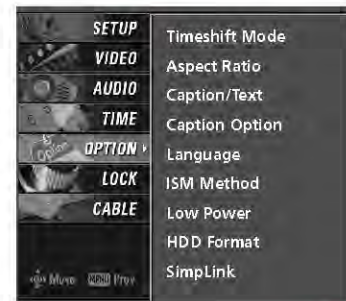 SETUP
VIDEO
AUDIO
TIME
OPTION
LOCK
CABLE
Move MENU Prev
Timeshift Mode
Aspect Ratio
Caption/Text
Caption Option
Language
ISM Method
Low Power
HDD Format
SimpLink